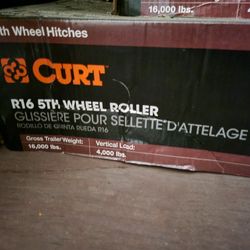 16,000 lbs.
th Wheel Hitches
CURT
R16 5TH WHEEL ROLLER
GLISSIÈRE POUR SELLETTE D'ATTELAGE
RODILLO DE QUINTA RUEDA R16
Gross Trailer Weight:
16,000 lbs.
Vertical Load:
4,000 lbs.